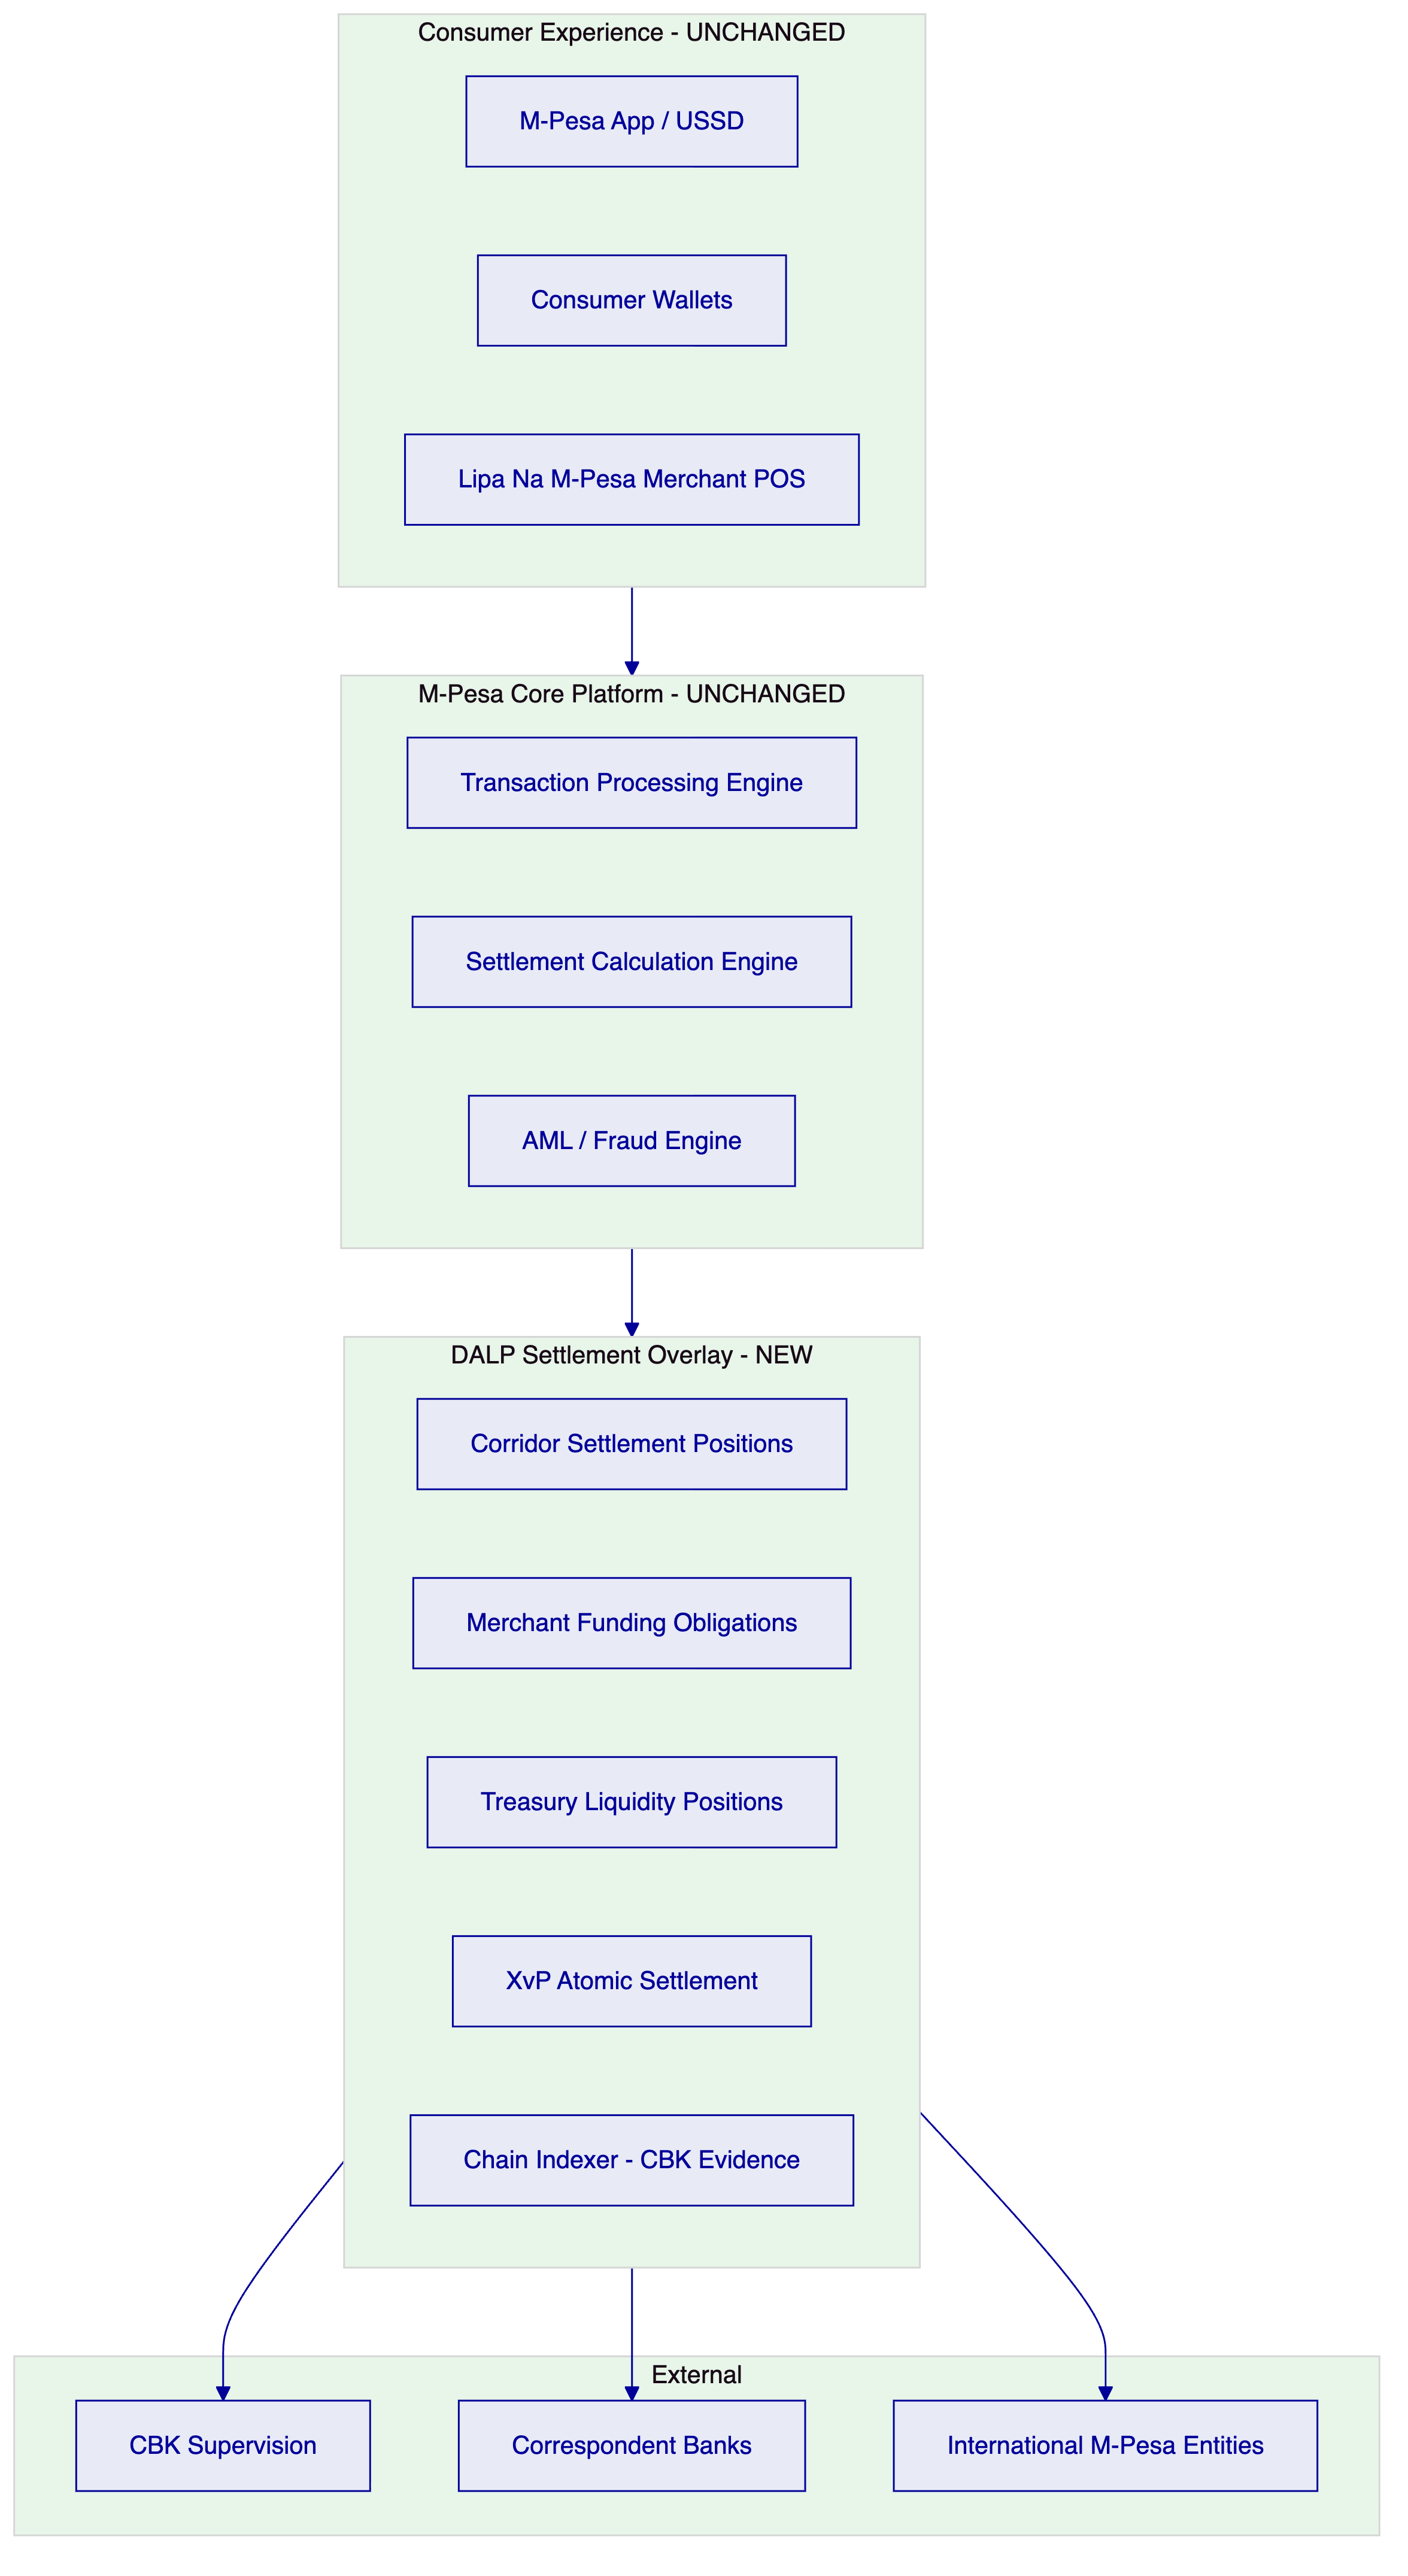 Consumer Experience - UNCHANGED
M-Pesa App / USSD
Consumer Wallets
Lipa Na M-Pesa Merchant POS
M-Pesa Core Platform - UNCHANGED
Transaction Processing Engine
Settlement Calculation Engine
AML / Fraud Engine
DALP Settlement Overlay - NEW
Corridor Settlement Positions
Merchant Funding Obligations
Treasury Liquidity Positions
XvP Atomic Settlement
Chain Indexer - CBK Evidence
External
CBK Supervision
Correspondent Banks
International M-Pesa Entities